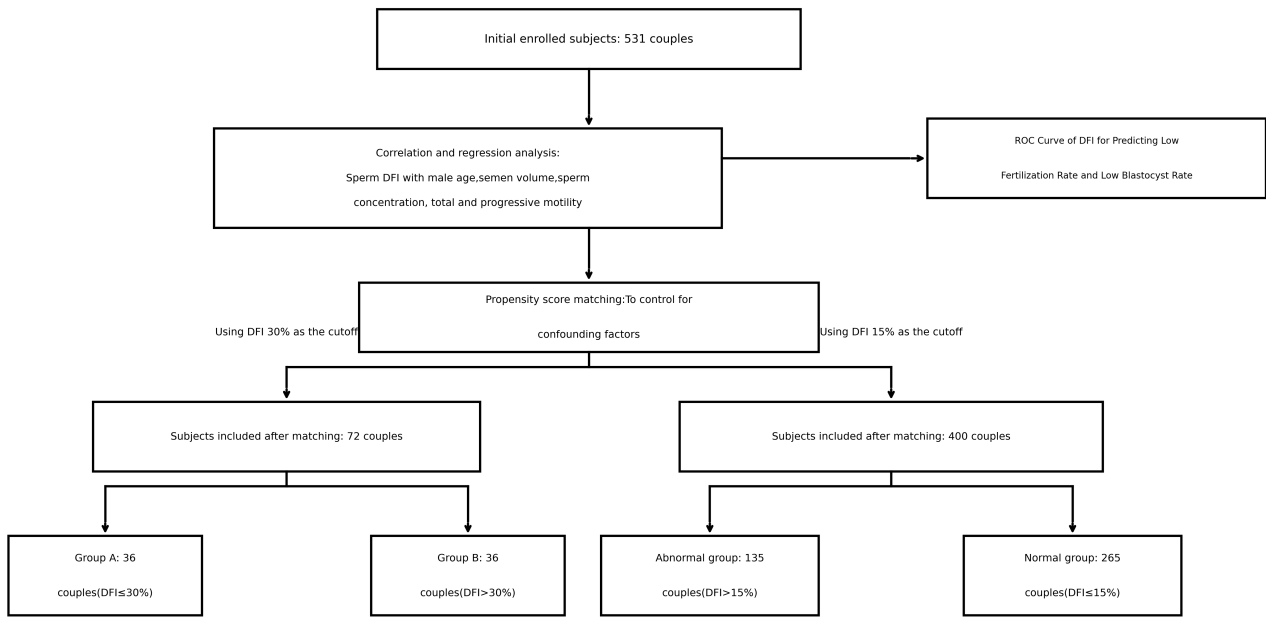 Initial enrolled subjects: 531 couples
Correlation and regression analysis:
Sperm DFI with male age,semen volume,sperm
concentration, total and progressive motility
ROC Curve of DFI for Predicting Low
Fertilization Rate and Low Blastocyst Rate
Propensity score matching:To control for
confounding factors
Using DFI 30% as the cutoff
Using DFI 15% as the cutoff
Subjects included after matching: 72 couples
Subjects included after matching: 400 couples
Group A: 36
couples(DFI≤30%)
Group B: 36
couples(DFI>30%)
Abnormal group: 135
couples(DFI>15%)
Normal group: 265
couples(DFI≤15%)